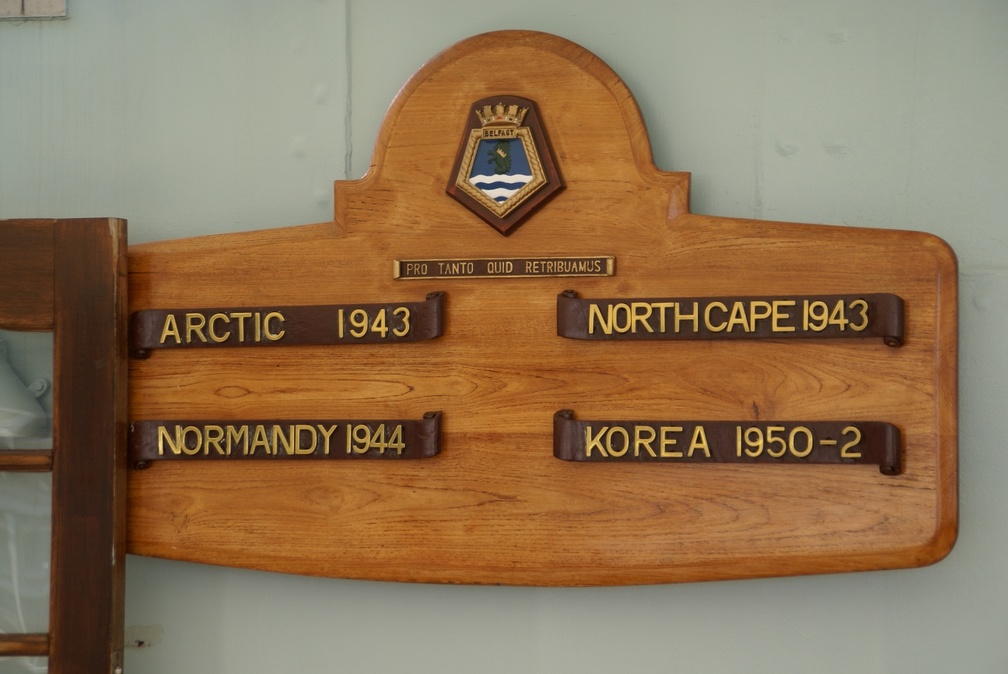 BELFAST
PRO TANTO QUID RETRIBUAMUS
ARCTIC 1943
NORTH CAPE 1943
NORMANDY 1944
KOREA 1950-2